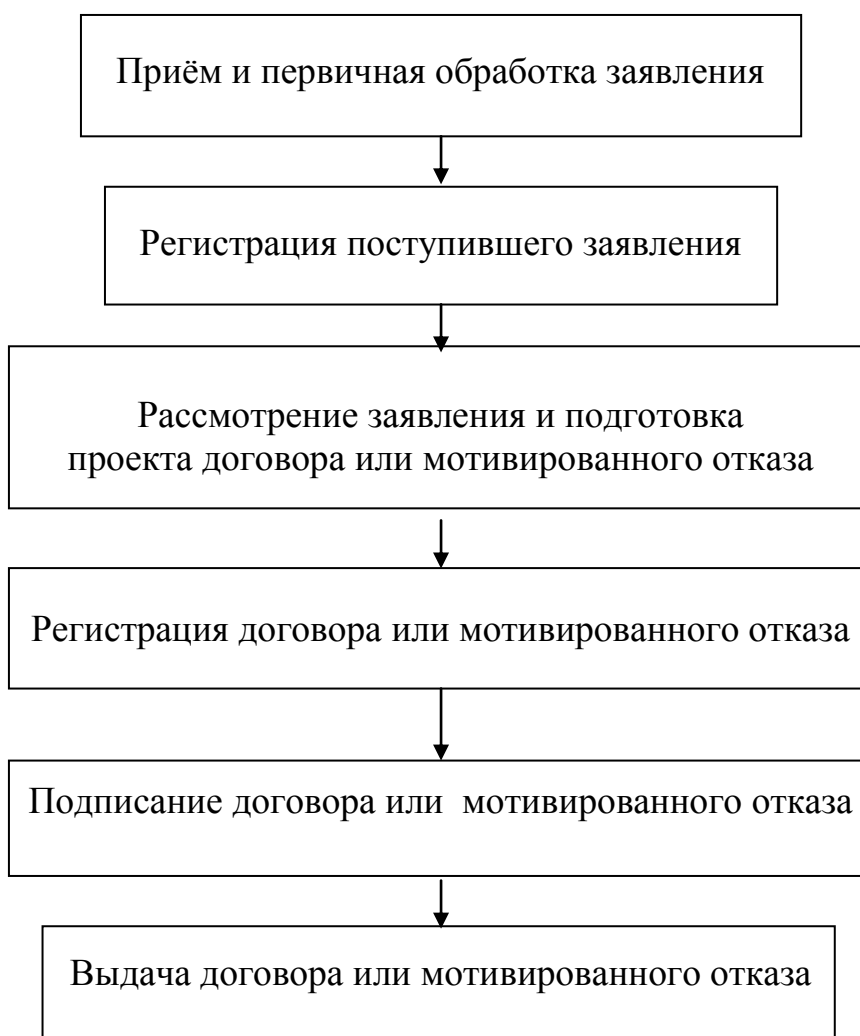 Приём и первичная обработка заявления
Регистрация поступившего заявления
Рассмотрение заявления и подготовка
проекта договора или мотивированного отказа
Регистрация договора или мотивированного отказа
Подписание договора или  мотивированного отказа
Выдача договора или мотивированного отказа